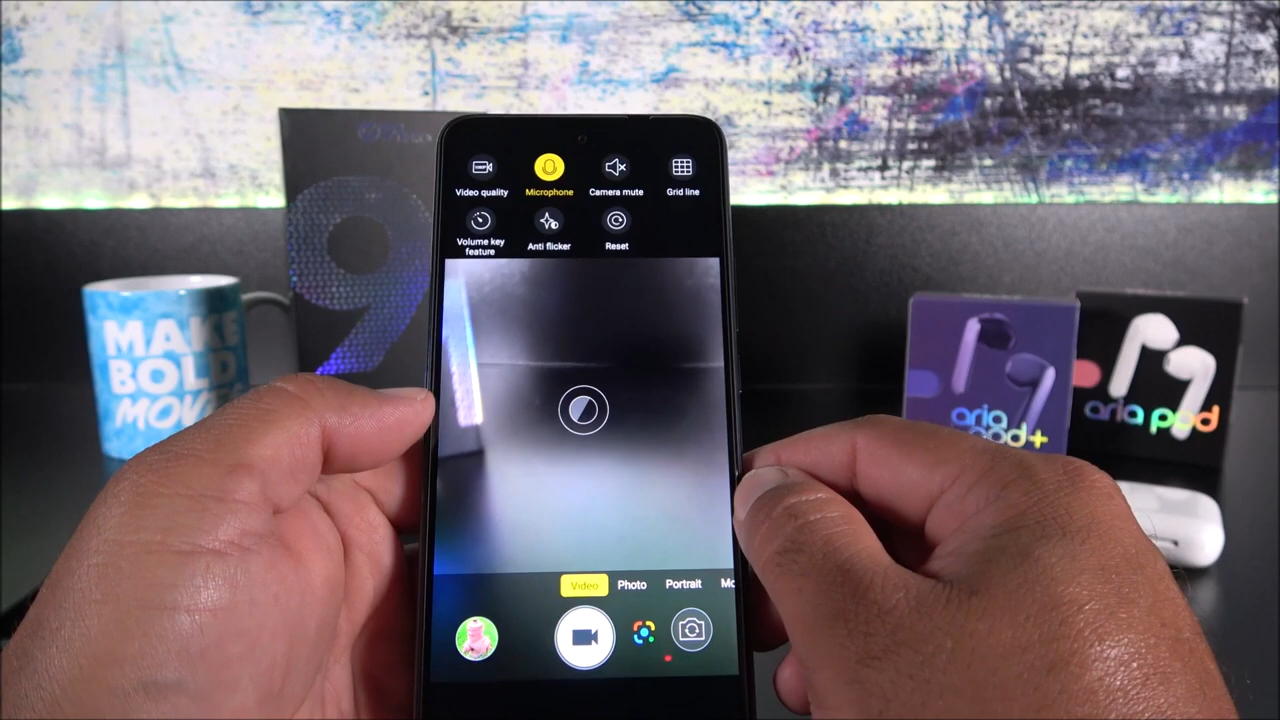 Video quality
Microphone
Camera mute
Grid line
Volume key
feature
Anti flicker
Reset
9
MAKE
BOLD
MOVE
aria
pod+
aria pod
Video
Photo
Portrait